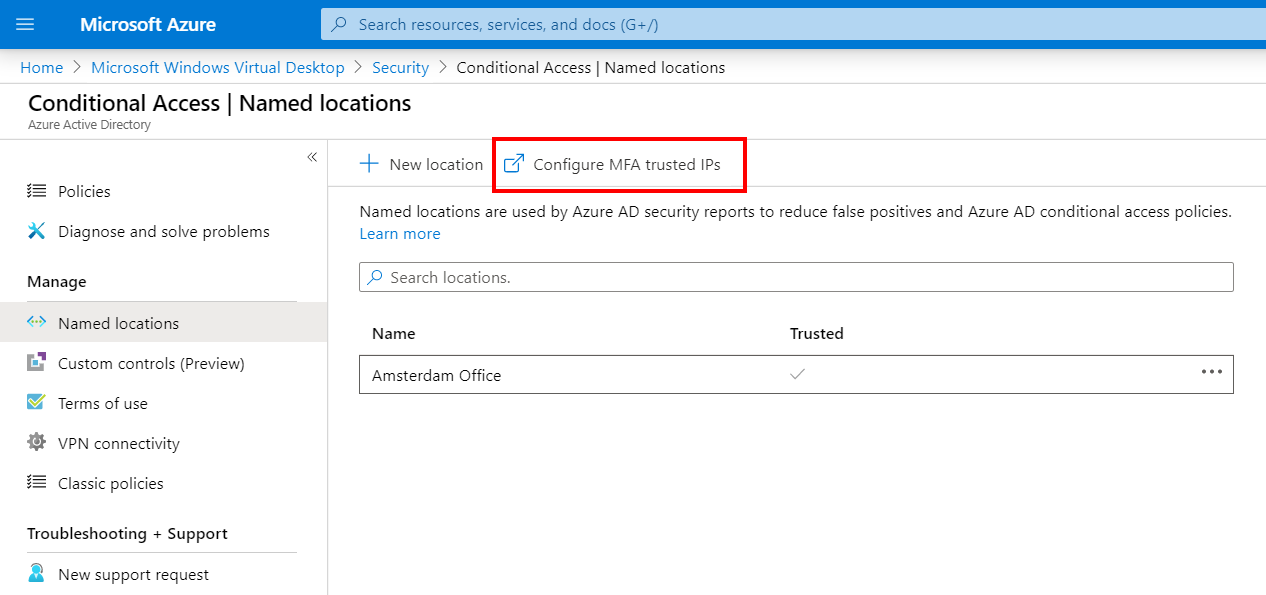 Microsoft Azure
Search resources, services, and docs (G+/)
Home > Microsoft Windows Virtual Desktop > Security > Conditional Access | Named locations
Conditional Access | Named locations
Azure Active Directory
«
Policies
Diagnose and solve problems
Manage
Named locations
Custom controls (Preview)
Terms of use
VPN connectivity
Classic policies
Troubleshooting + Support
New support request
New location
Configure MFA trusted IPs
Named locations are used by Azure AD security reports to reduce false positives and Azure AD conditional access policies.
Learn more
Search locations.
Name Trusted
Amsterdam Office